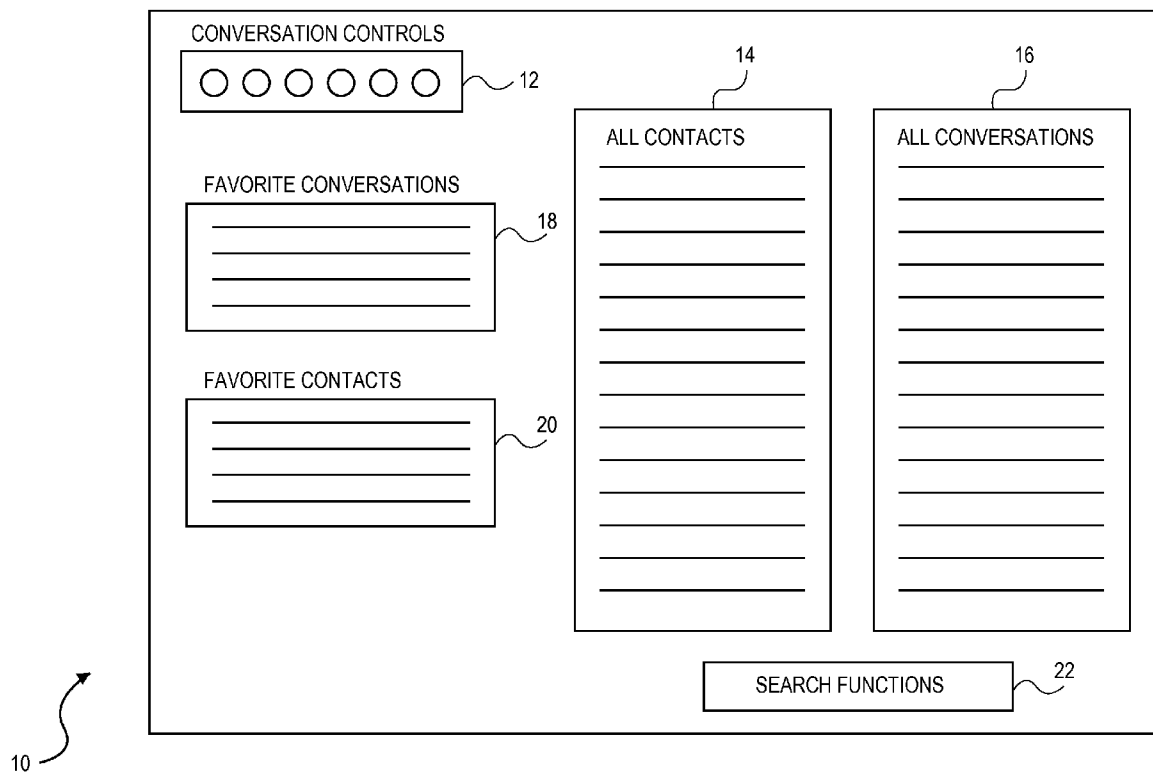 CONVERSATION CONTROLS
12
14
16
ALL CONTACTS
ALL CONVERSATIONS
FAVORITE CONVERSATIONS
18
FAVORITE CONTACTS
20
SEARCH FUNCTIONS
22
10